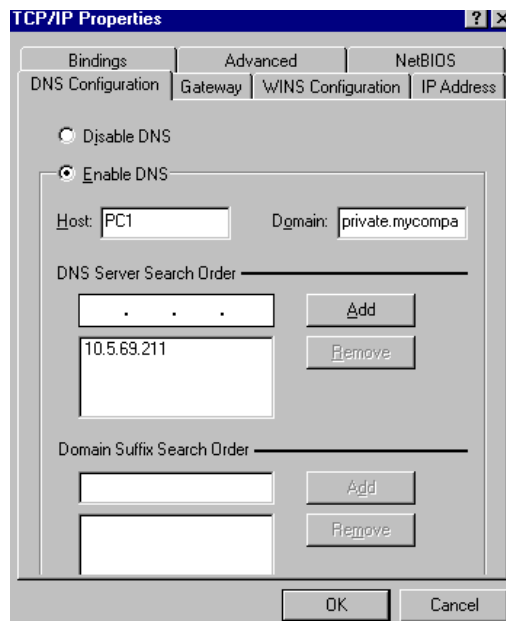 TCP/IP Properties ? X
Bindings Advanced NetBIOS
DNS Configuration Gateway WINS Configuration IP Address
Disable DNS
Enable DNS
Host: PC1 Domain: private.mycompa
DNS Server Search Order
. . . Add
10.5.69.211 Remove
Domain Suffix Search Order
Add
Remove
OK Cancel